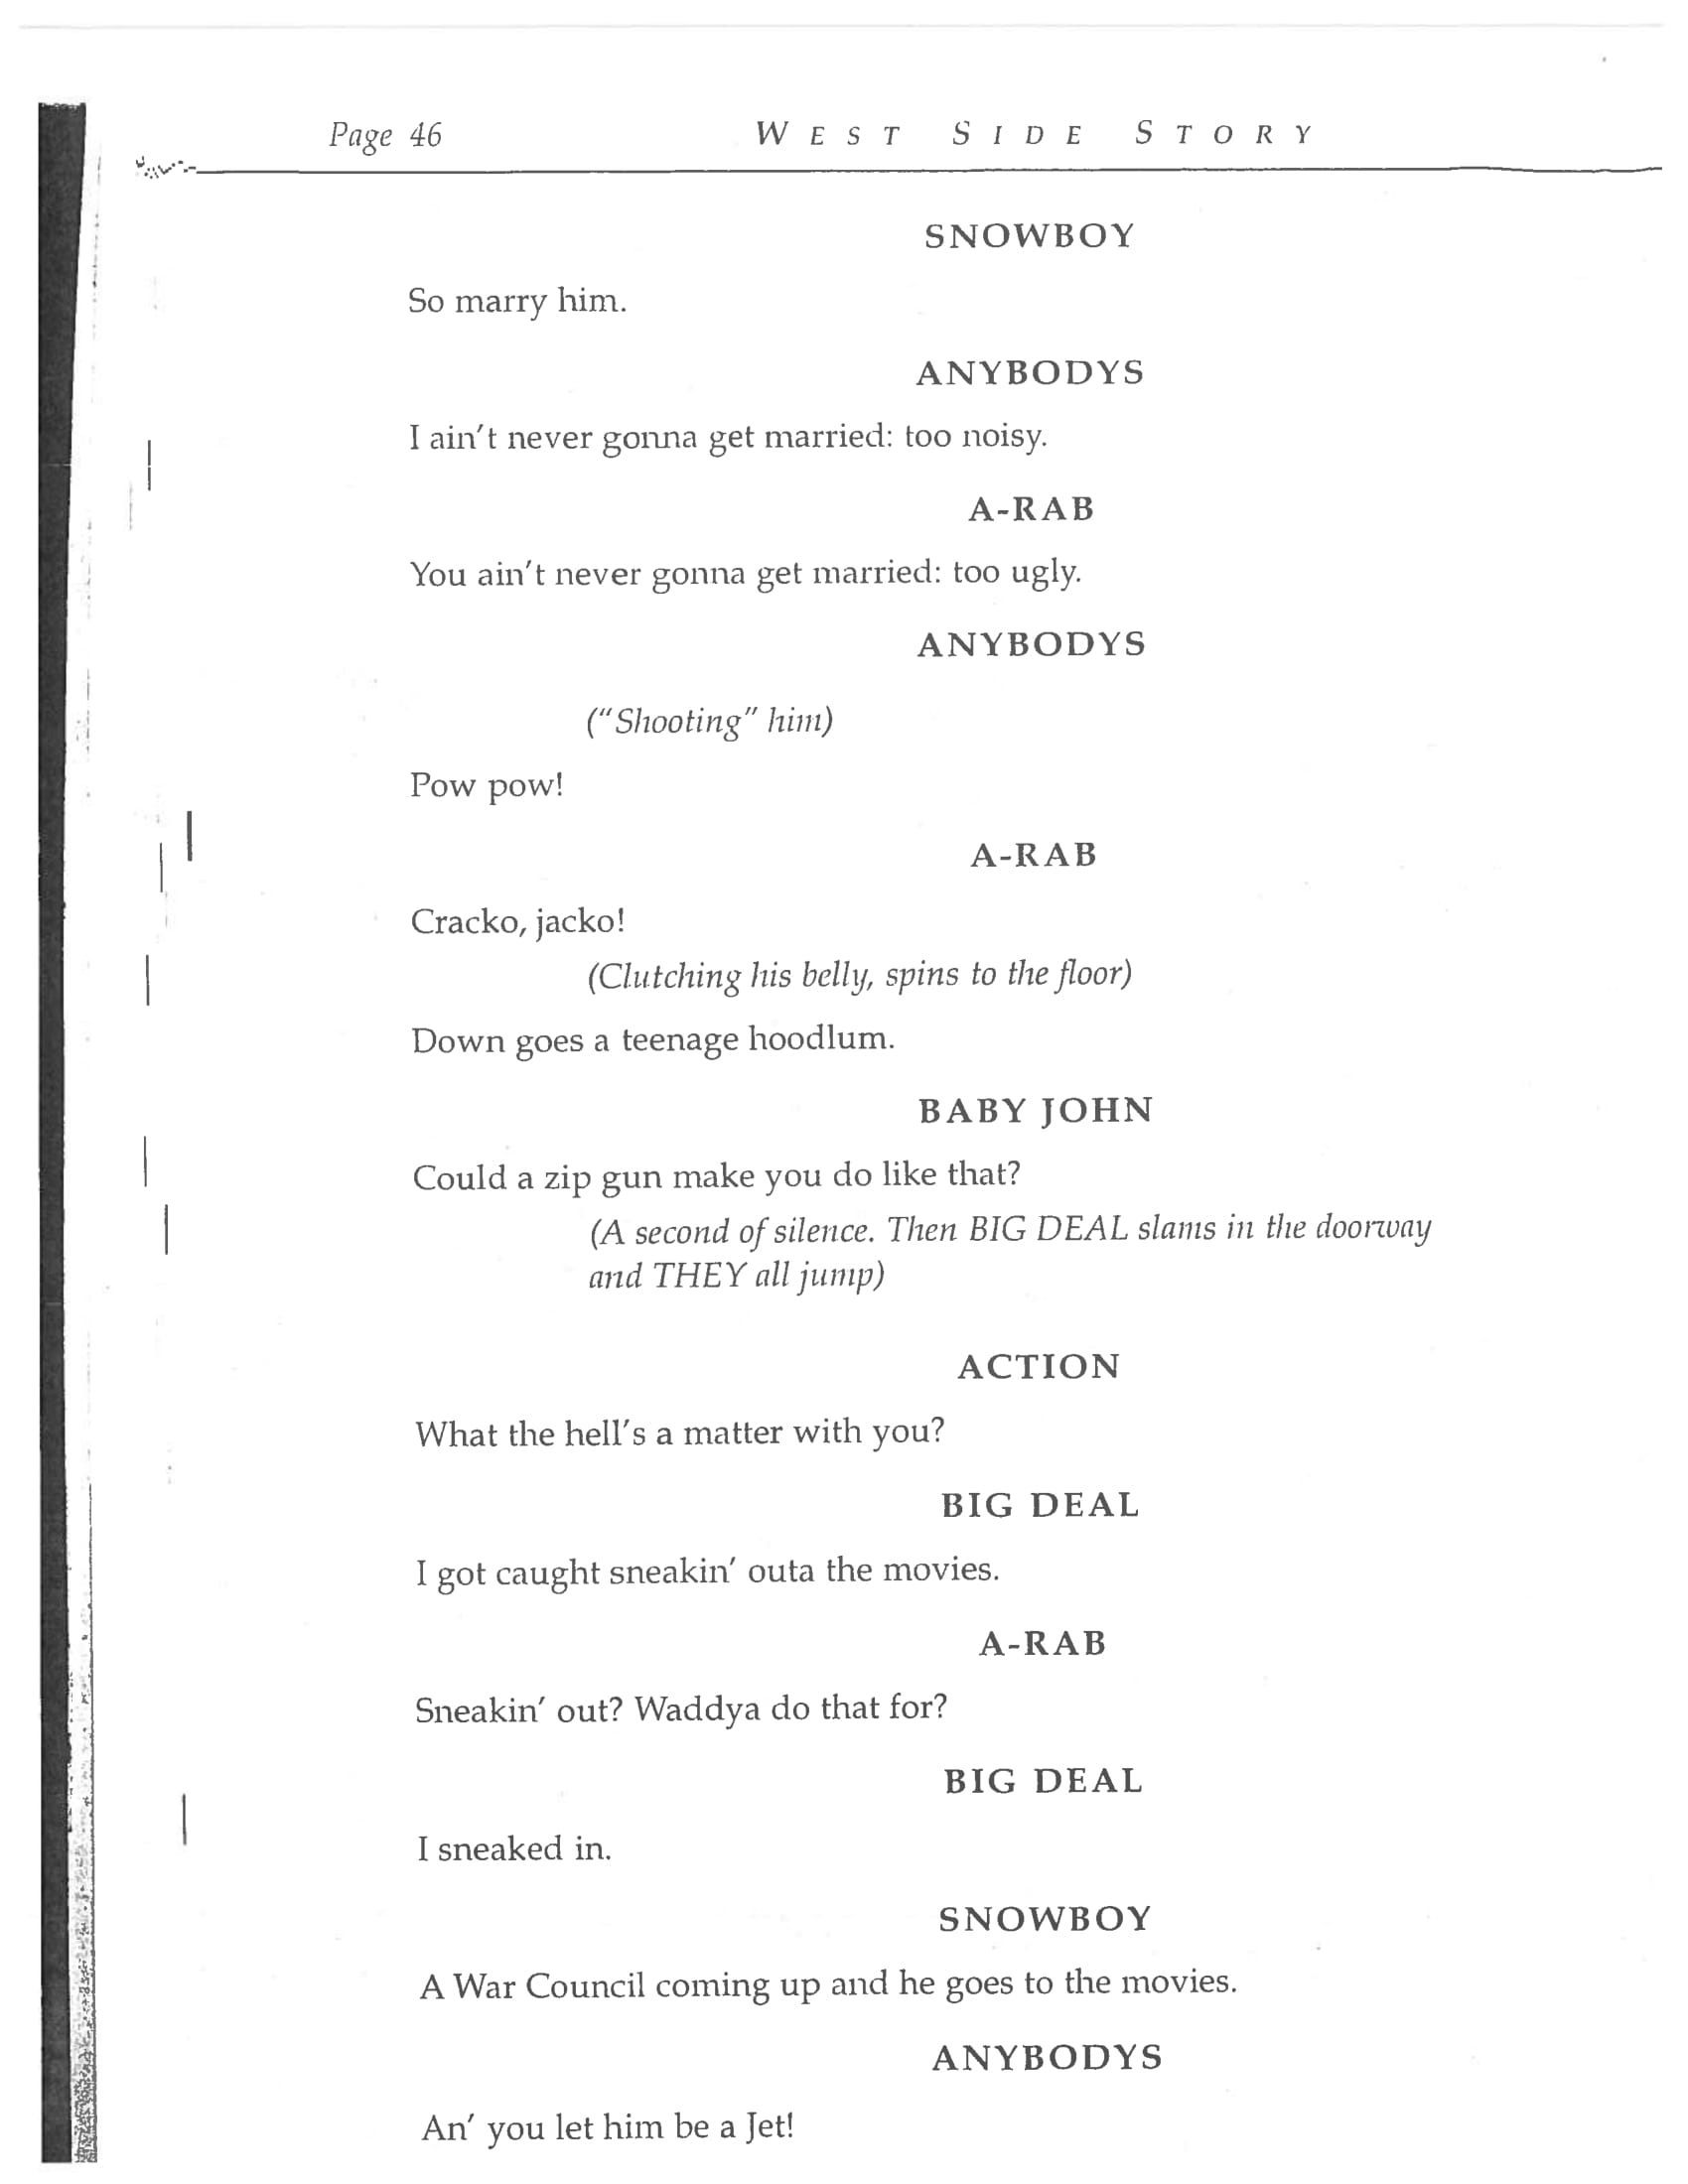 Page 46 WEST SIDE STORY
SNOWBOY
So marry him.
ANYBODYS
I ain't never gonna get married: too noisy.
A-RAB
You ain't never gonna get married: too ugly.
ANYBODYS
("Shooting" him)
Pow pow!
A-RAB
Cracko, jacko!
(Clutching his belly, spins to the floor)
Down goes a teenage hoodlum.
BABY JOHN
Could a zip gun make you do like that?
(A second of silence. Then BIG DEAL slams in the doorway
and THEY all jump)
ACTION
What the hell's a matter with you?
BIG DEAL
I got caught sneakin' outa the movies.
A-RAB
Sneakin' out? Waddya do that for?
BIG DEAL
I sneaked in.
SNOWBOY
A War Council coming up and he goes to the movies.
ANYBODYS
An' you let him be a Jet!